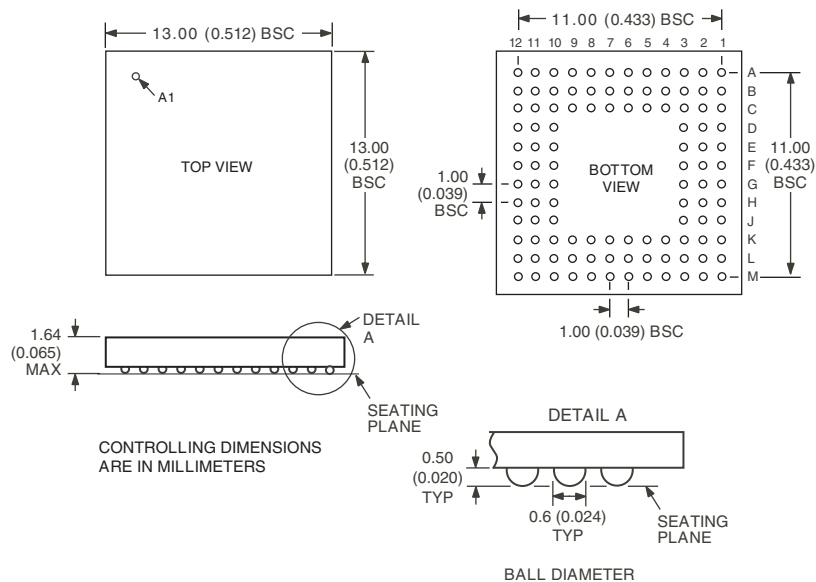 13.00 (0.512) BSC
A1
TOP VIEW
13.00
(0.512)
BSC
11.00 (0.433) BSC
12 11 10 9 8 7 6 5 4 3 2 1
A
B
C
D
E
F
G
H
J
K
L
M
BOTTOM
VIEW
1.00
(0.039)
BSC
11.00
(0.433)
BSC
1.00 (0.039) BSC
1.64
(0.065)
MAX
DETAIL
A
SEATING
PLANE
CONTROLLING DIMENSIONS
ARE IN MILLIMETERS
DETAIL A
0.50
(0.020)
TYP
0.6 (0.024)
TYP
SEATING
PLANE
BALL DIAMETER